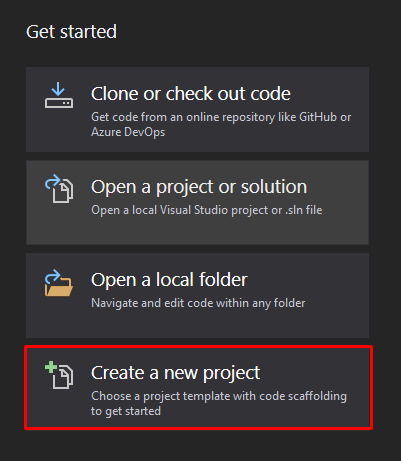 Get started
Clone or check out code
Get code from an online repository like GitHub or
Azure DevOps
Open a project or solution
Open a local Visual Studio project or .sln file
Open a local folder
Navigate and edit code within any folder
Create a new project
Choose a project template with code scaffolding
to get started